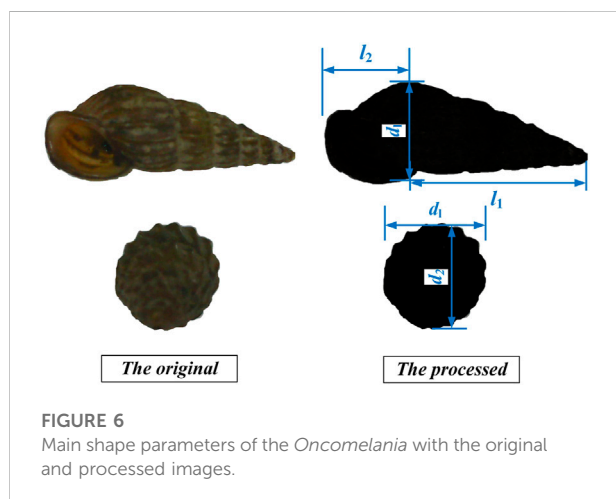 l₂
d₁
l₁
d₁
d₂
The original
The processed
FIGURE 6
Main shape parameters of the Oncomelania with the original
and processed images.